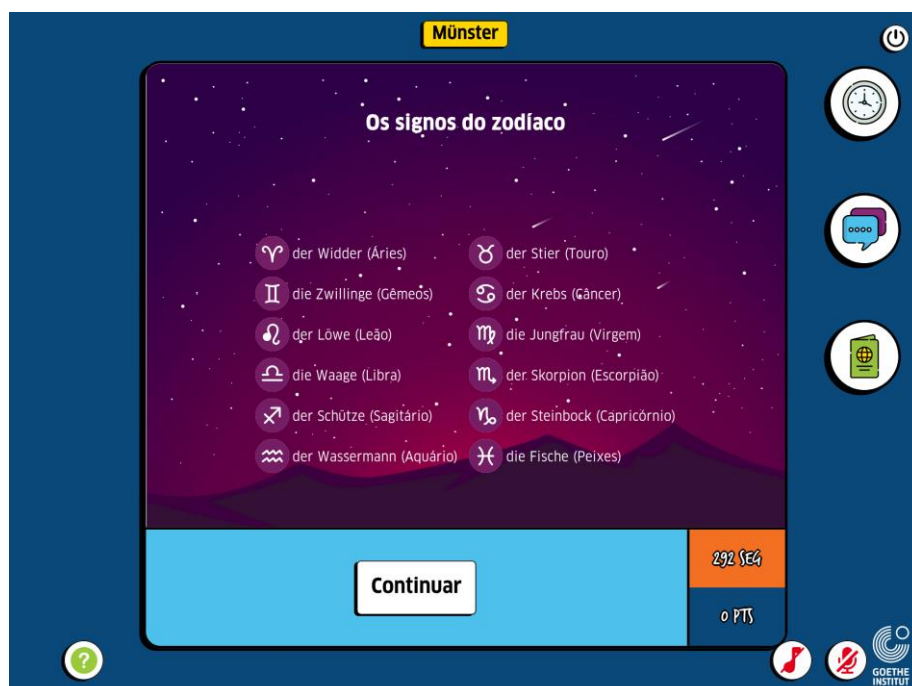 Münster
Os signos do zodíaco
der Widder (Áries)
der Stier (Touro)
die Zwillinge (Gêmeos)
der Krebs (Câncer)
der Löwe (Leão)
die Jungfrau (Virgem)
die Waage (Libra)
der Skorpion (Escorpião)
der Schütze (Sagitário)
der Steinbock (Capricórnio)
der Wassermann (Aquário)
die Fische (Peixes)
Continuar
292 SEG
0 PTS
?
GOETHE
INSTITUT